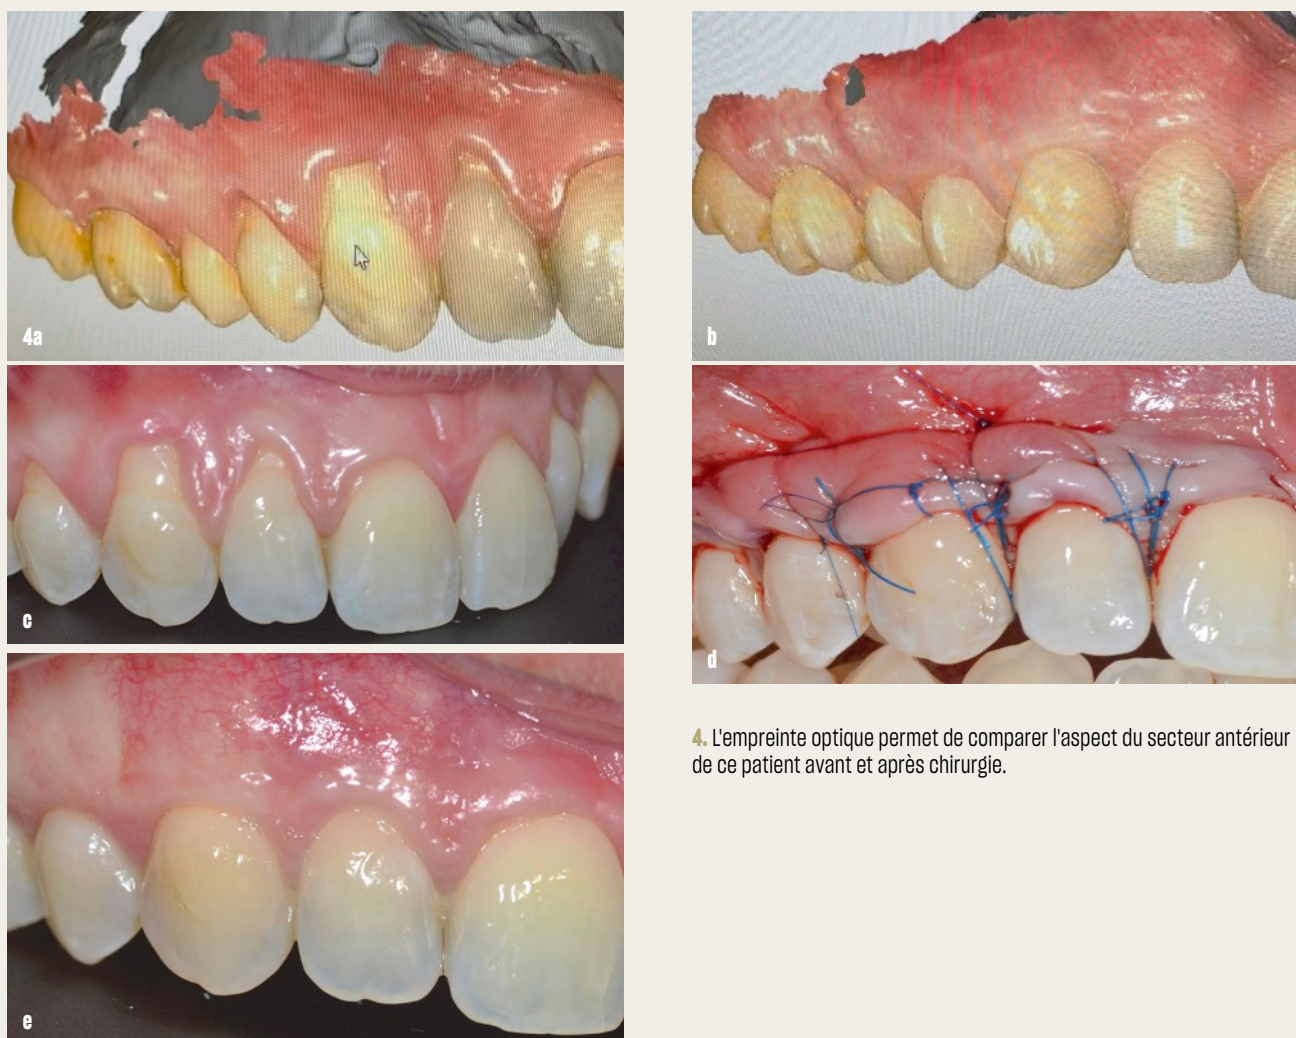 4a
b
c
d
e
4. L'empreinte optique permet de comparer l'aspect du secteur antérieur
de ce patient avant et après chirurgie.